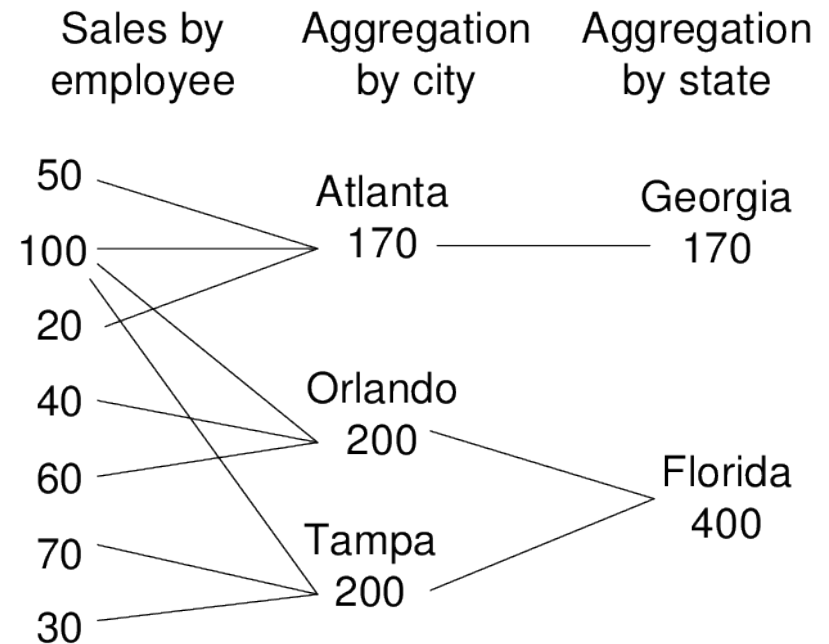 Sales by
employee
Aggregation
by city
Aggregation
by state
50
100
20
40
60
70
30
Atlanta
170
Orlando
200
Tampa
200
Georgia
170
Florida
400